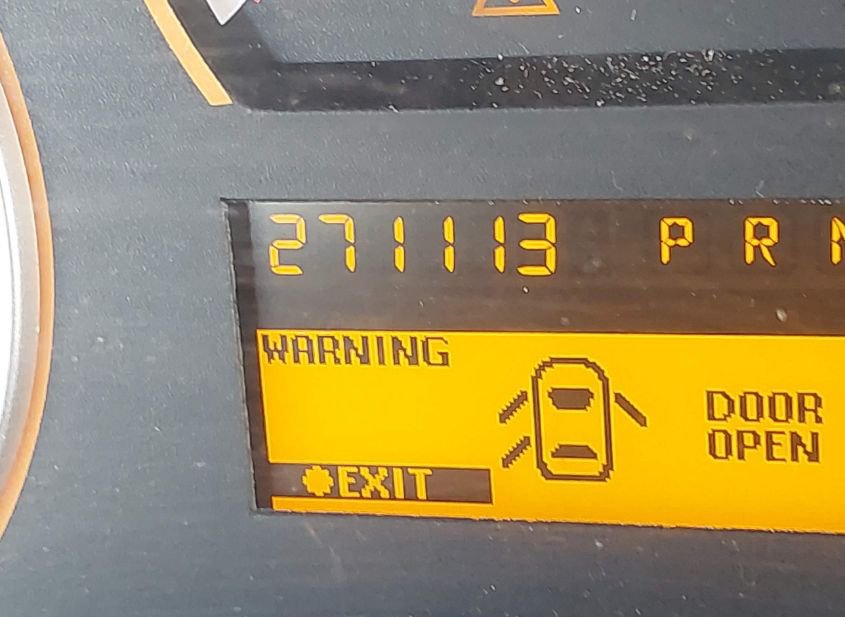 271113 P R N
WARNING
DOOR
OPEN
EXIT